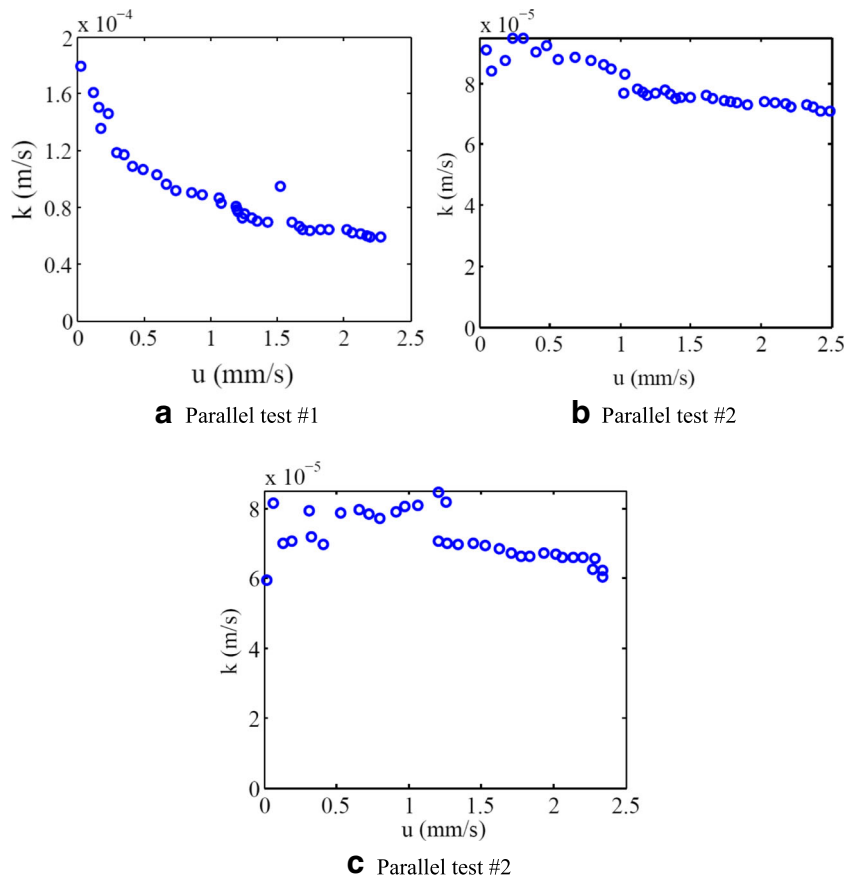 x 10⁻⁴
2
1.6
1.2
0.8
0.4
0
k (m/s)
0 0.5 1 1.5 2 2.5
u (mm/s)
a Parallel test #1
x 10⁻⁵
8
6
4
2
0
k (m/s)
0 0.5 1 1.5 2 2.5
u (mm/s)
b Parallel test #2
x 10⁻⁵
8
6
4
2
0
k (m/s)
0 0.5 1 1.5 2 2.5
u (mm/s)
c Parallel test #2